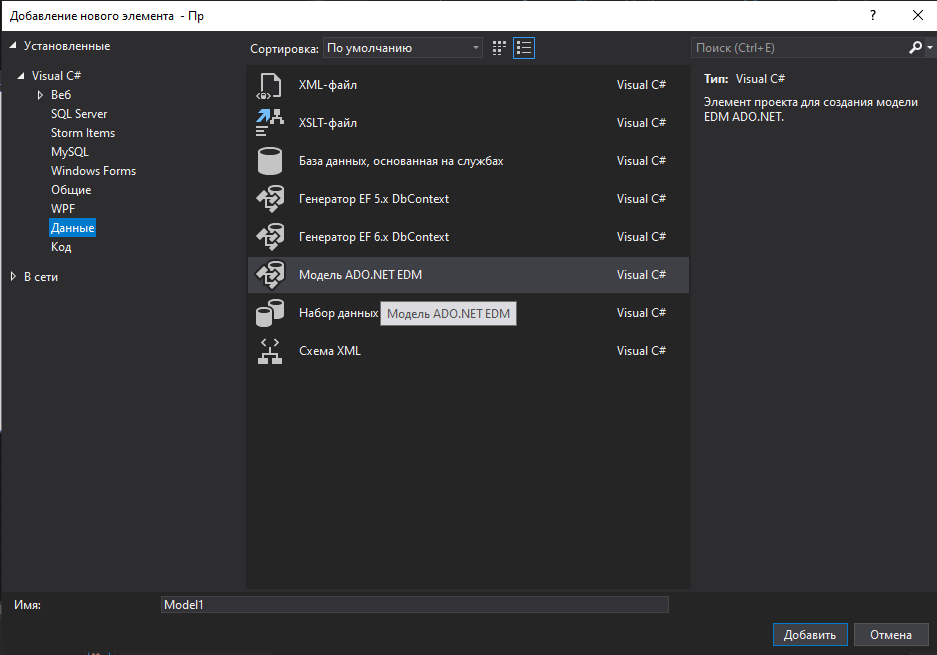 Добавление нового элемента - Пр
?
Установленные
Visual C#
Веб
SQL Server
Storm Items
MySQL
Windows Forms
Общие
WPF
Данные
Код
В сети
Сортировка: По умолчанию
XML-файл Visual C#
XSLT-файл Visual C#
База данных, основанная на службах Visual C#
Генератор EF 5.x DbContext Visual C#
Генератор EF 6.x DbContext Visual C#
Модель ADO.NET EDM Visual C#
Набор данных Visual C#
Модель ADO.NET EDM
Схема XML Visual C#
Поиск (Ctrl+E)
Тип: Visual C#
Элемент проекта для создания модели
EDM ADO.NET.
Имя: Model1
Добавить Отмена